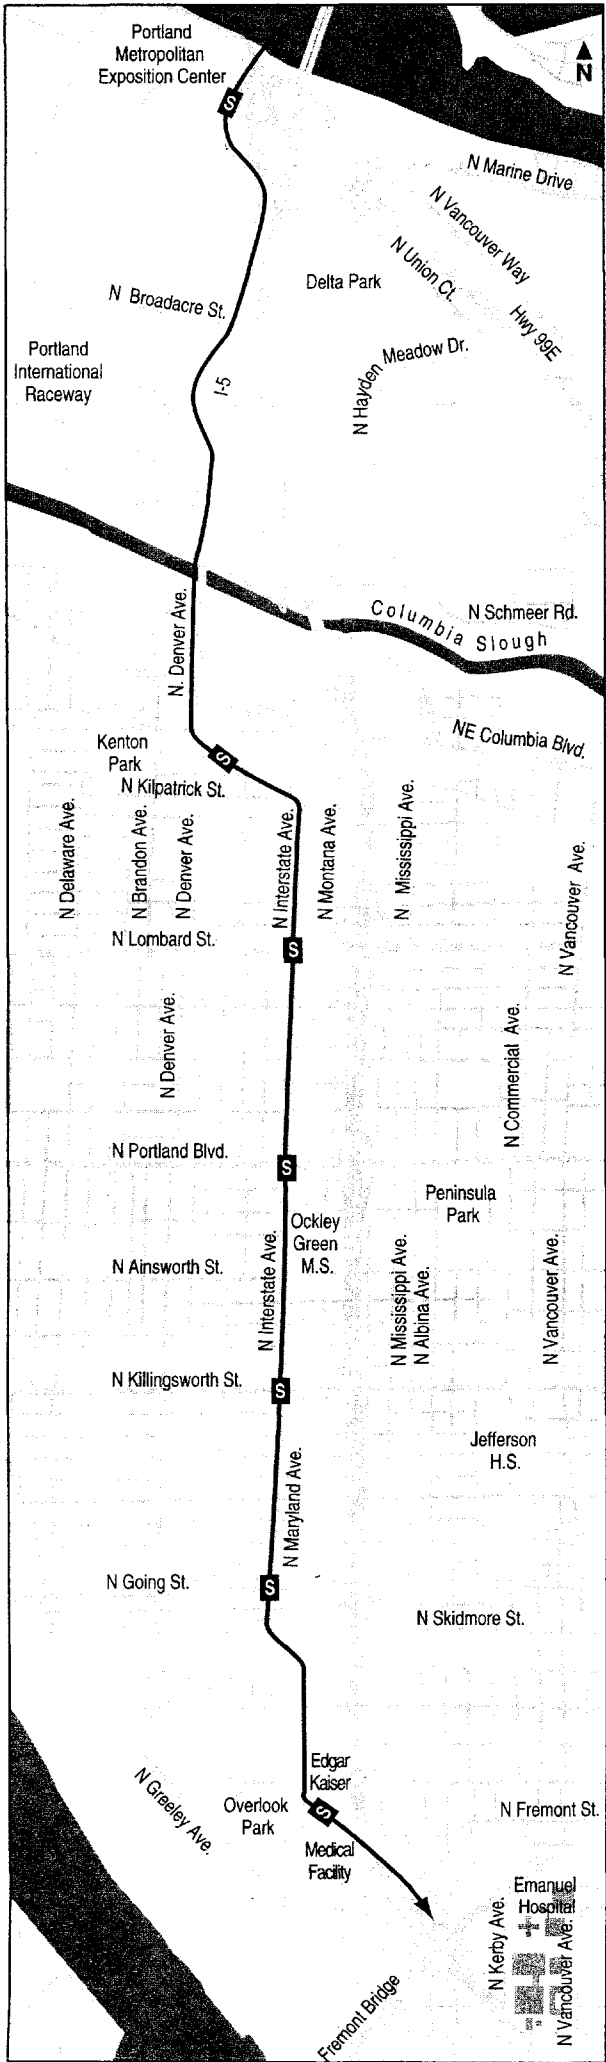 Portland
Metropolitan
Exposition Center
N
S
N Marine Drive
N Vancouver Way
N Union Ct.
Delta Park
Hwy 99E
N Broadacre St.
Portland
International
Raceway
I-5
N Hayden
Meadow Dr.
Columbia Slough
N Schmeer Rd.
N. Denver Ave.
NE Columbia Blvd.
Kenton
Park
S
N Kilpatrick St.
N Delaware Ave.
N Brandon Ave.
N Denver Ave.
N Interstate Ave.
N Montana Ave.
N Mississippi Ave.
N Vancouver Ave.
N Lombard St.
S
N Denver Ave.
N Commercial Ave.
N Portland Blvd.
S
Peninsula
Park
Ockley
Green
M.S.
N Ainsworth St.
N Interstate Ave.
N Mississippi Ave.
N Albina Ave.
N Vancouver Ave.
N Killingsworth St.
S
Jefferson
H.S.
N Maryland Ave.
N Going St.
S
N Skidmore St.
Edgar
Kaiser
N Greeley Ave.
Overlook
Park
S
N Fremont St.
Medical
Facility
Emanuel
Hospital
N Kerby Ave.
N Vancouver Ave.
Fremont Bridge